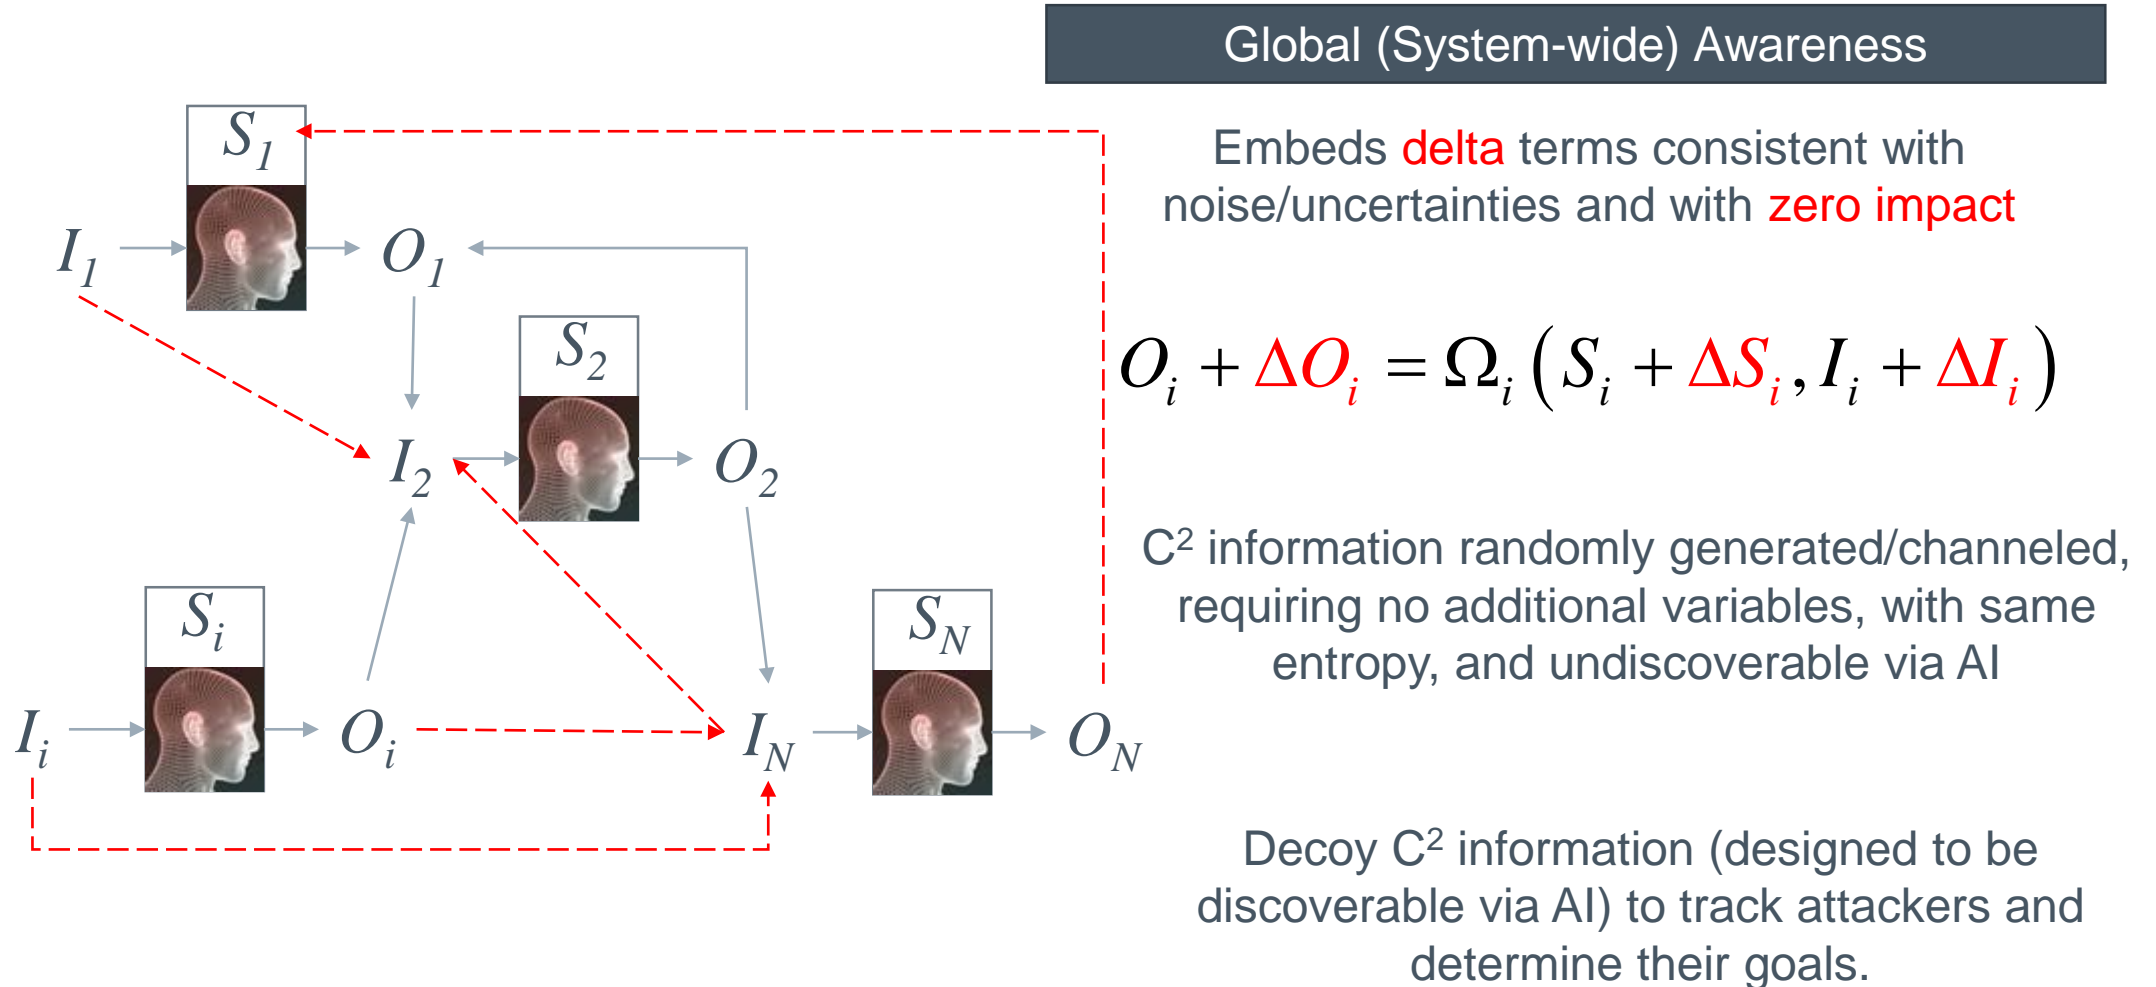 Global (System-wide) Awareness
Embeds delta terms consistent with
noise/uncertainties and with zero impact
S₁
I₁
O₁
S₂
Oᵢ + ΔOᵢ = Ωᵢ (Sᵢ + ΔSᵢ, Iᵢ + ΔIᵢ)
I₂
O₂
C² information randomly generated/channeled,
requiring no additional variables, with same
entropy, and undiscoverable via AI
Sᵢ
S_N
Iᵢ
Oᵢ
I_N
O_N
Decoy C² information (designed to be
discoverable via AI) to track attackers and
determine their goals.